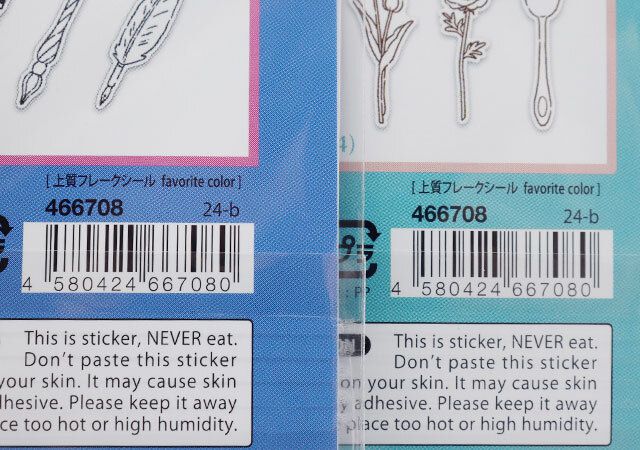 [ 上質フレークシール favorite color ]
466708 24-b
4 580424 667080
This is sticker, NEVER eat.
Don't paste this sticker
your skin. It may cause skin
dhesive. Please keep it away
ce too hot or high humidity.
4)
[ 上質フレークシール favorite color ]
466708 24-b
: PP
4 580424 667080
This is sticker, NEVER eat.
Don't paste this sticker
on your skin. It may cause skin
adhesive. Please keep it away
place too hot or high humidity.